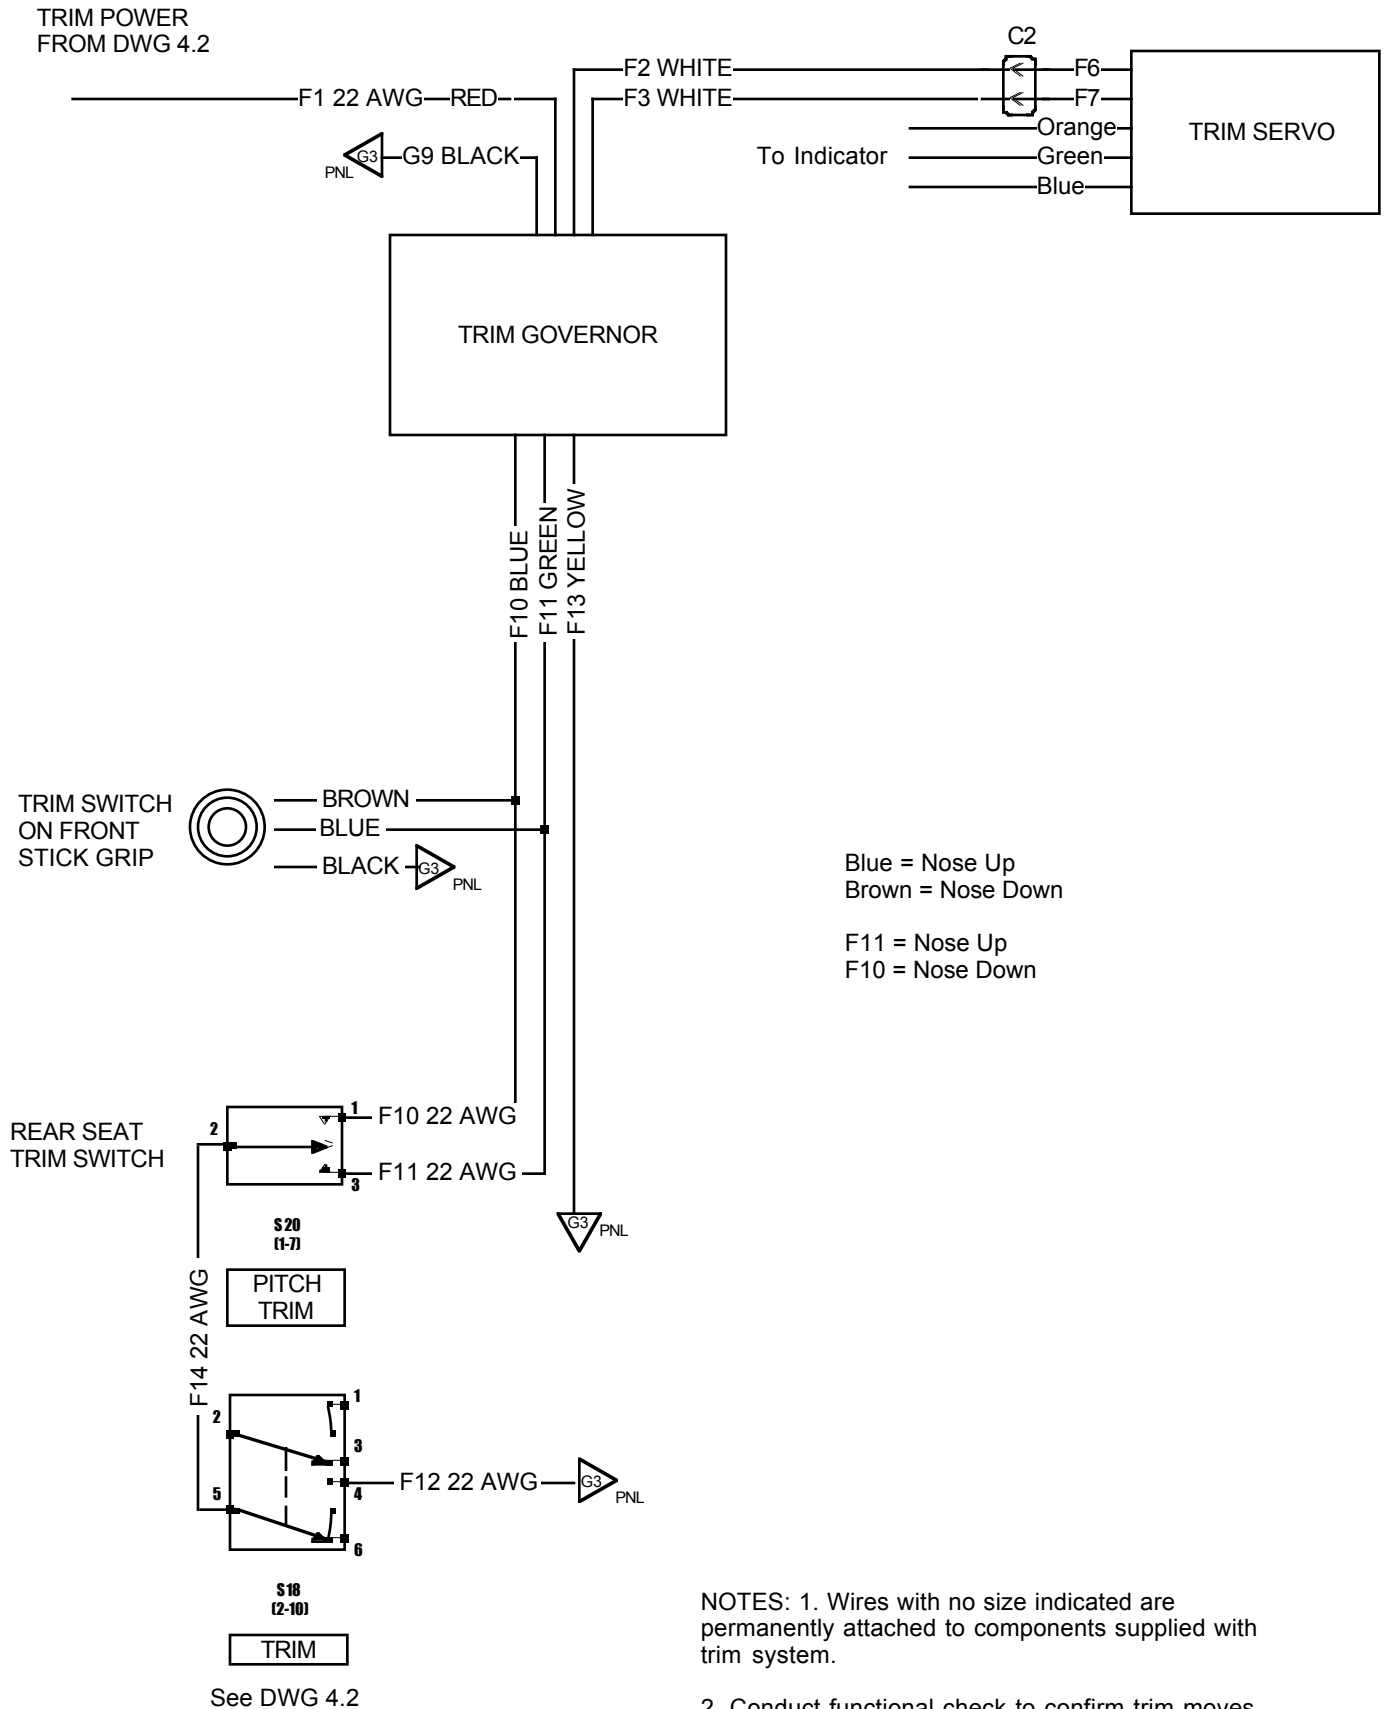 TRIM POWER
FROM DWG 4.2
C2
F2 WHITE
F6
F1 22 AWG
RED
F3 WHITE
F7
Orange
TRIM SERVO
G3
PNL
G9 BLACK
To Indicator
Green
Blue
TRIM GOVERNOR
F10 BLUE
F11 GREEN
F13 YELLOW
TRIM SWITCH
ON FRONT
STICK GRIP
BROWN
BLUE
BLACK
G3
PNL
Blue = Nose Up
Brown = Nose Down
F11 = Nose Up
F10 = Nose Down
REAR SEAT
TRIM SWITCH
2
1
F10 22 AWG
F11 22 AWG
3
S20
(1-7)
G3
PNL
PITCH
TRIM
F14 22 AWG
1
2
3
4
F12 22 AWG
G3
PNL
5
6
S18
(2-10)
TRIM
See DWG 4.2
NOTES: 1. Wires with no size indicated are
permanently attached to components supplied with
trim system.
2. Conduct functional check to confirm trim moves